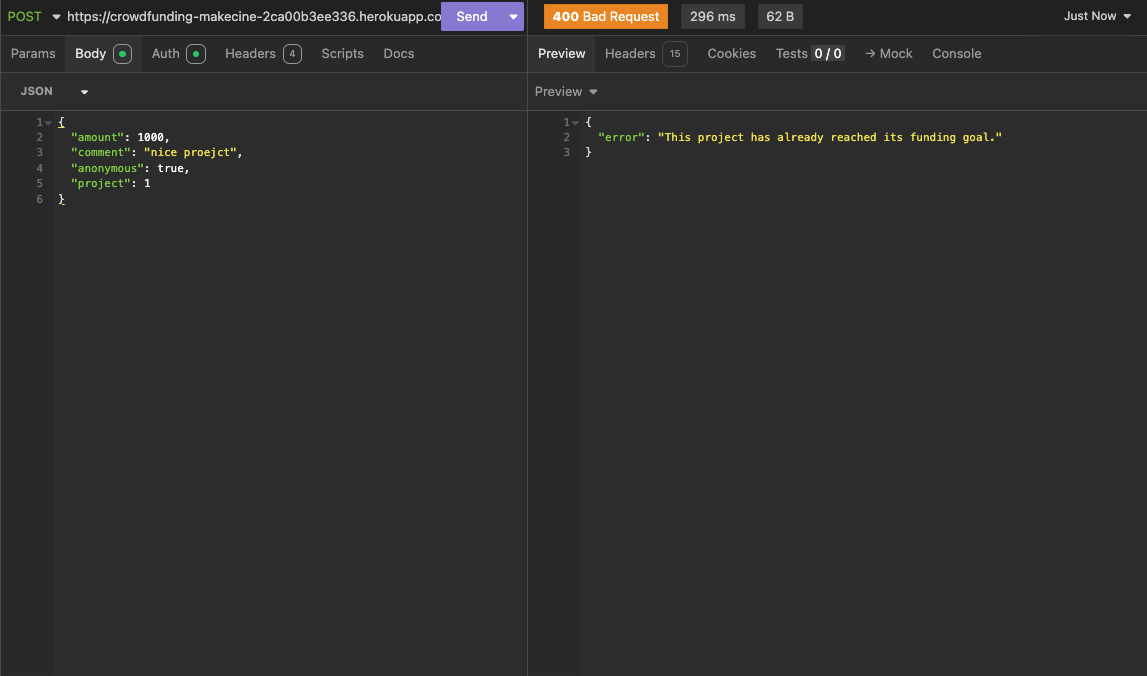 POST https://crowdfunding-makecine-2ca00b3ee336.herokuapp.co Send 400 Bad Request 296 ms 62 B Just Now
Params Body Auth Headers 4 Scripts Docs Preview Headers 15 Cookies Tests 0 / 0 → Mock Console
JSON Preview
1 {
2 "amount": 1000,
3 "comment": "nice proejct",
4 "anonymous": true,
5 "project": 1
6 }
1 {
2 "error": "This project has already reached its funding goal."
3 }